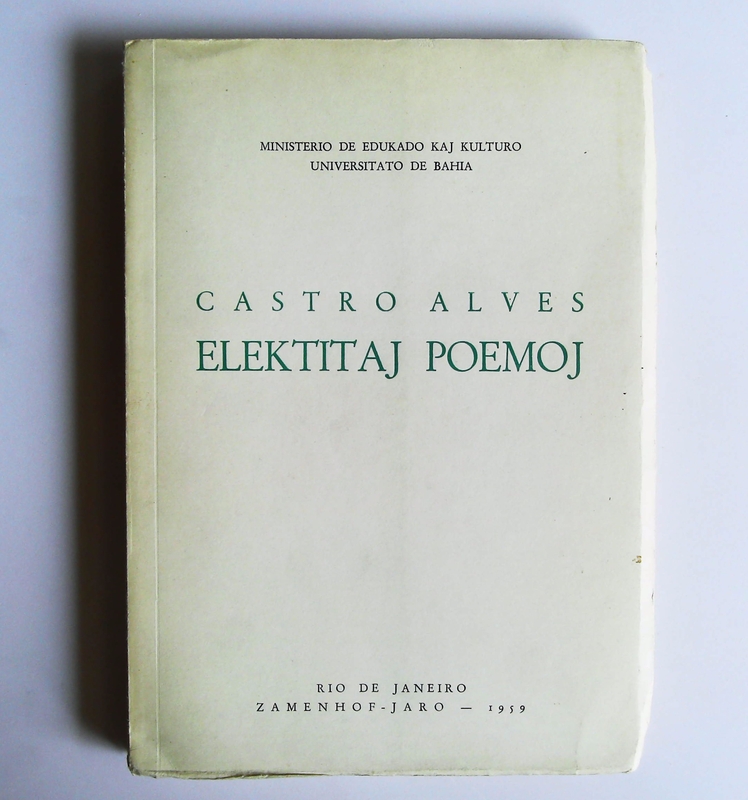 MINISTERIO DE EDUKADO KAJ KULTURO
UNIVERSITATO DE BAHIA
CASTRO ALVES
ELEKTITAJ POEMOJ
RIO DE JANEIRO
ZAMENHOF-JARO — 1959